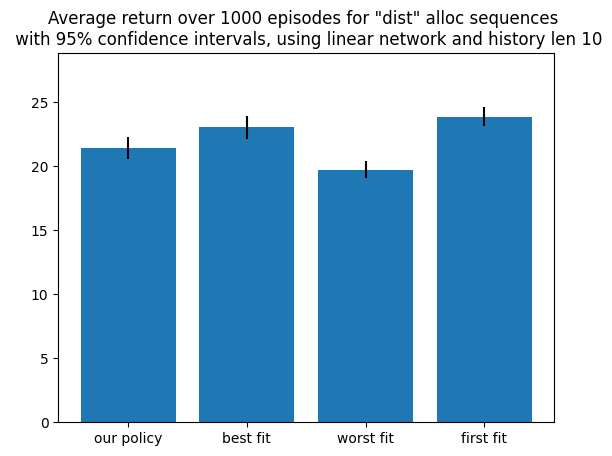 Average return over 1000 episodes for "dist" alloc sequences
with 95% confidence intervals, using linear network and history len 10
25
20
15
10
5
0
our policy best fit worst fit first fit